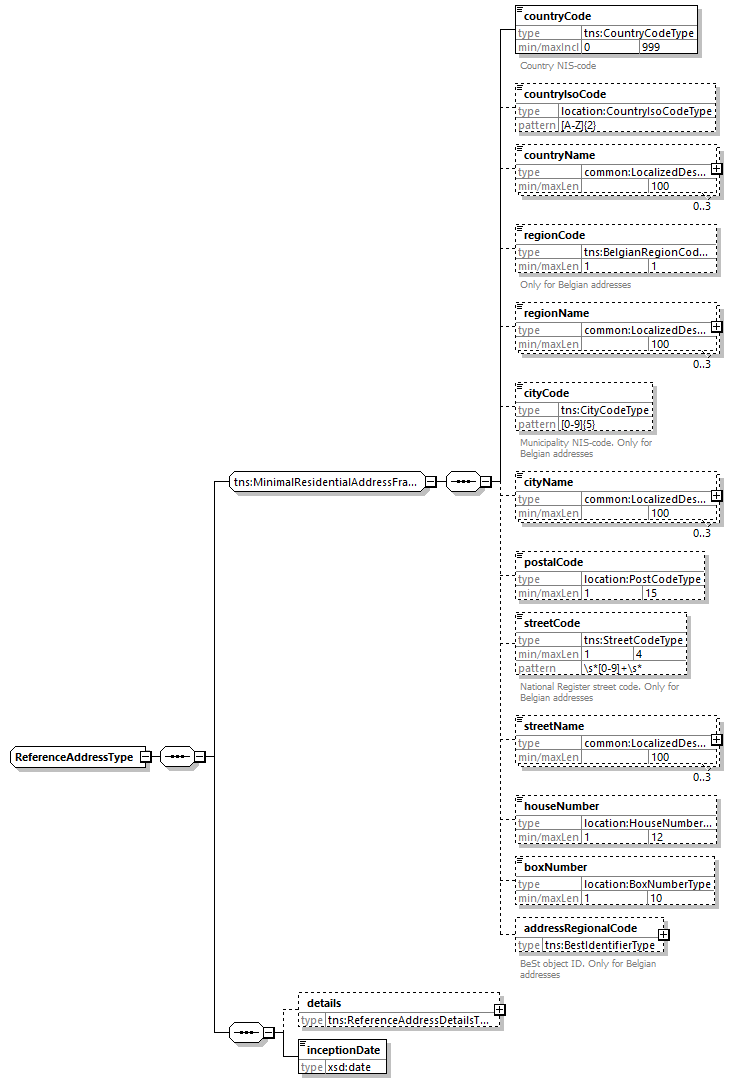 countryCode
type tns:CountryCodeType
min/maxIncl 0 999
Country NIS-code
countryIsoCode
type location:CountryIsoCodeType
pattern [A-Z]{2}
countryName
type common:LocalizedDes...
min/maxLen 100
0..3
regionCode
type tns:BelgianRegionCod...
min/maxLen 1 1
Only for Belgian addresses
regionName
type common:LocalizedDes...
min/maxLen 100
0..3
cityCode
type tns:CityCodeType
pattern [0-9]{5}
Municipality NIS-code. Only for
Belgian addresses
tns:MinimalResidentialAddressFra...
cityName
type common:LocalizedDes...
min/maxLen 100
0..3
postalCode
type location:PostCodeType
min/maxLen 1 15
streetCode
type tns:StreetCodeType
min/maxLen 1 4
pattern \s*[0-9]+\s*
National Register street code. Only for
Belgian addresses
streetName
type common:LocalizedDes...
min/maxLen 100
0..3
ReferenceAddressType
houseNumber
type location:HouseNumber...
min/maxLen 1 12
boxNumber
type location:BoxNumberType
min/maxLen 1 10
addressRegionalCode
type tns:BestIdentifierType
BeSt object ID. Only for Belgian
addresses
details
type tns:ReferenceAddressDetailsT...
inceptionDate
type xsd:date